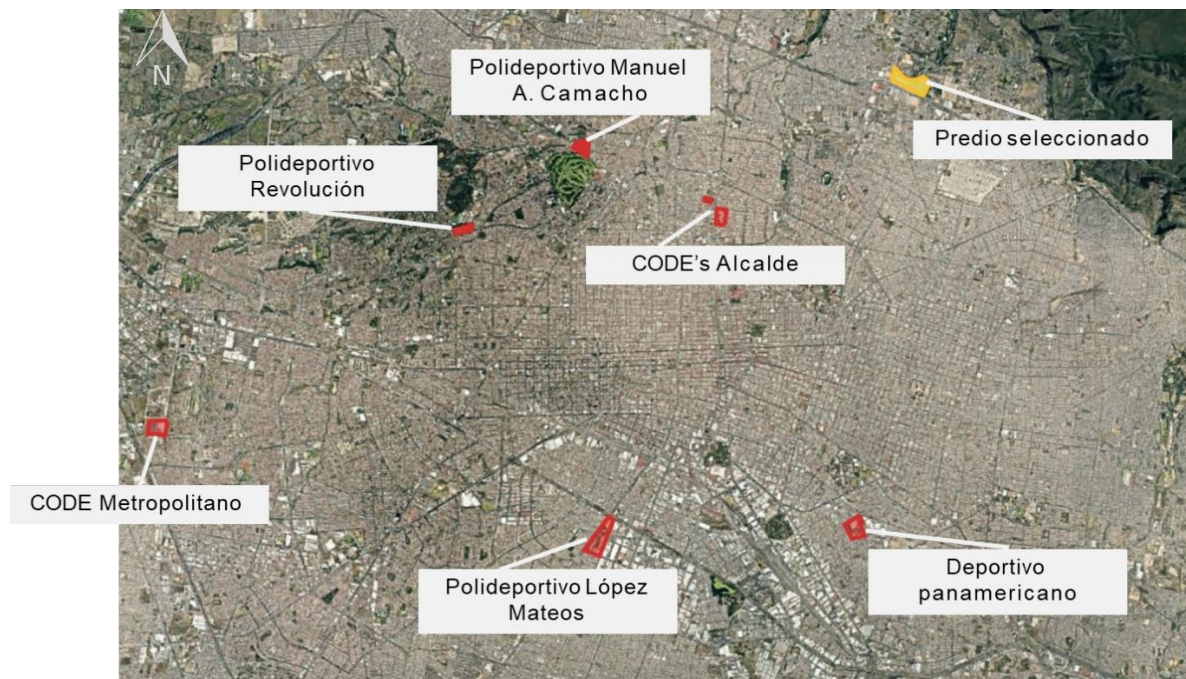 N
Polideportivo Manuel
A. Camacho
Predio seleccionado
Polideportivo
Revolución
CODE's Alcalde
CODE Metropolitano
Polideportivo López
Mateos
Deportivo
panamericano